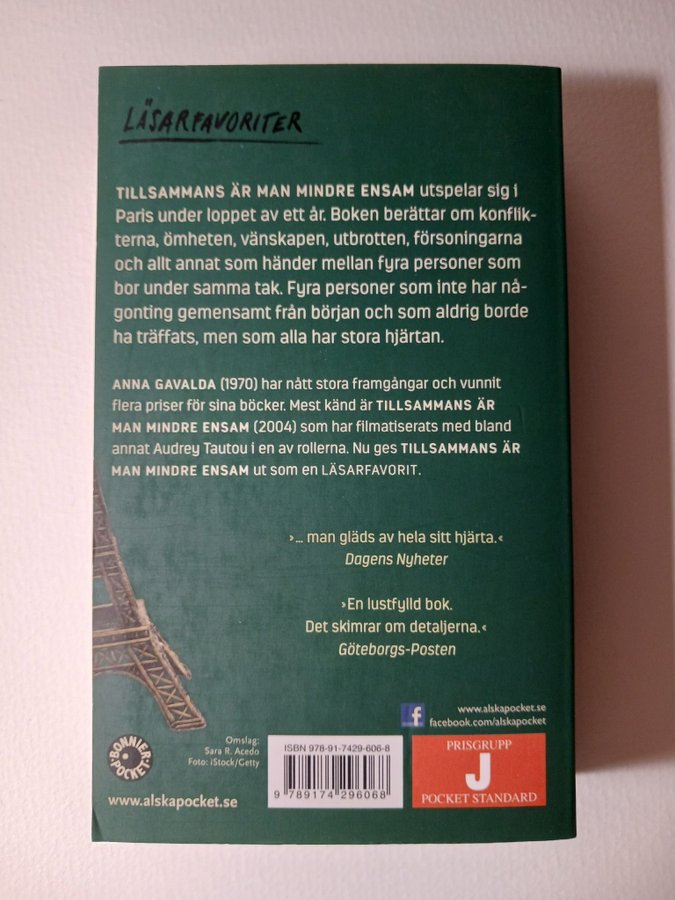 LÄSARFAVORITER
TILLSAMMANS ÄR MAN MINDRE ENSAM utspelar sig i
Paris under loppet av ett år. Boken berättar om konflik-
terna, ömheten, vänskapen, utbrotten, försoningarna
och allt annat som händer mellan fyra personer som
bor under samma tak. Fyra personer som inte har nå-
gonting gemensamt från början och som aldrig borde
ha träffats, men som alla har stora hjärtan.
ANNA GAVALDA (1970) har nått stora framgångar och vunnit
flera priser för sina böcker. Mest känd är TILLSAMMANS ÄR
MAN MINDRE ENSAM (2004) som har filmatiserats med bland
annat Audrey Tautou i en av rollerna. Nu ges TILLSAMMANS ÄR
MAN MINDRE ENSAM ut som en LÄSARFAVORIT.
›… man gläds av hela sitt hjärta.‹
Dagens Nyheter
›En lustfylld bok.
Det skimrar om detaljerna.‹
Göteborgs-Posten
f
www.alskapocket.se
facebook.com/alskapocket
BONNIER
POCKET
Omslag:
Sara R. Acedo
Foto: iStock/Getty
www.alskapocket.se
ISBN 978-91-7429-606-8
9 789174 296068
PRISGRUPP
J
POCKET STANDARD